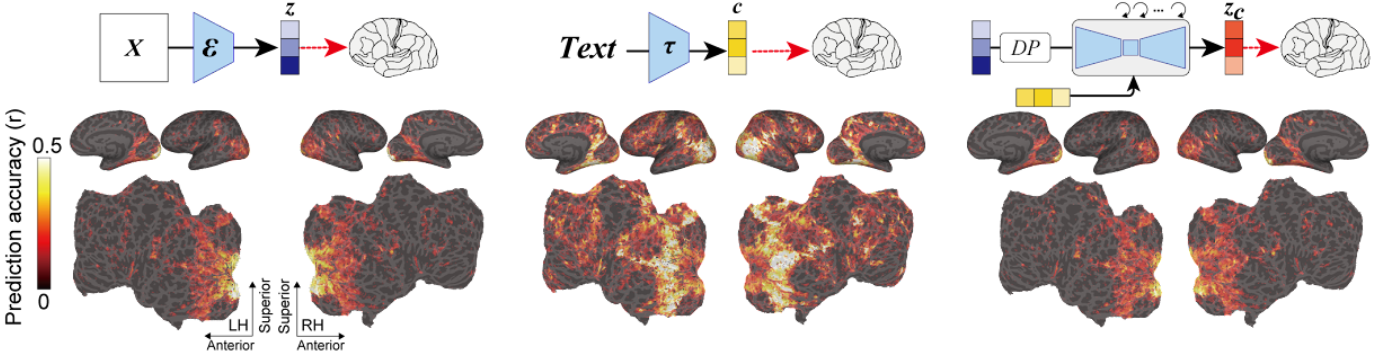 X
ε
z
Text
τ
c
DP
...
z_c
Prediction accuracy (r)
0.5
0
LH
Anterior
Superior
Superior
RH
Anterior